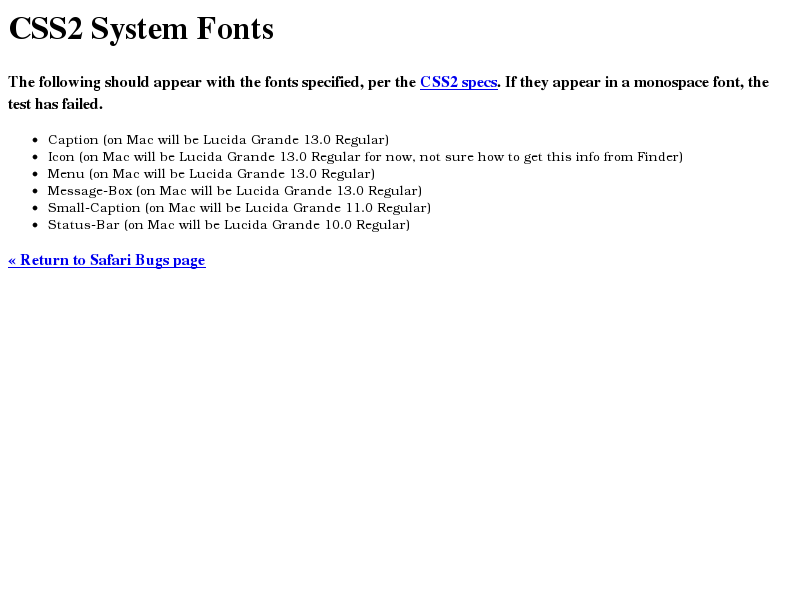 CSS2 System Fonts
The following should appear with the fonts specified, per the CSS2 specs. If they appear in a monospace font, the
test has failed.
• Caption (on Mac will be Lucida Grande 13.0 Regular)
• Icon (on Mac will be Lucida Grande 13.0 Regular for now, not sure how to get this info from Finder)
• Menu (on Mac will be Lucida Grande 13.0 Regular)
• Message-Box (on Mac will be Lucida Grande 13.0 Regular)
• Small-Caption (on Mac will be Lucida Grande 11.0 Regular)
• Status-Bar (on Mac will be Lucida Grande 10.0 Regular)
« Return to Safari Bugs page